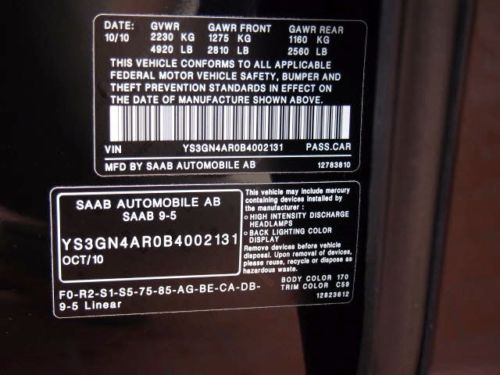 DATE: GVWR GAWR FRONT GAWR REAR
10/10 2230 KG 1275 KG 1160 KG
4920 LB 2810 LB 2560 LB
THIS VEHICLE CONFORMS TO ALL APPLICABLE
FEDERAL MOTOR VEHICLE SAFETY, BUMPER AND
THEFT PREVENTION STANDARDS IN EFFECT ON
THE DATE OF MANUFACTURE SHOWN ABOVE.
VIN YS3GN4AR0B4002131 PASS.CAR
MFD BY SAAB AUTOMOBILE AB 12783810
SAAB AUTOMOBILE AB
SAAB 9-5
YS3GN4AR0B4002131
OCT/10
This vehicle may include mercury
containing devices installed by the
manufacturer:
HIGH INTENSITY DISCHARGE
HEADLAMPS
BACK LIGHTING COLOR
DISPLAY
Remove devices before vehicle
disposal. Upon removal of devices
please reuse, recycle or dispose
as hazardous waste.
BODY COLOR 170
TRIM COLOR C59
F0-R2-S1-S5-75-85-AG-BE-CA-DB-
9-5 Linear
12823612